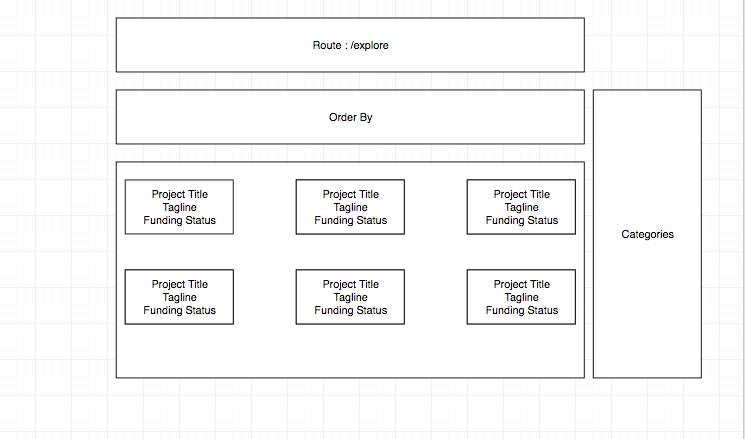 Route : /explore
Order By
Project Title
Tagline
Funding Status
Project Title
Tagline
Funding Status
Project Title
Tagline
Funding Status
Project Title
Tagline
Funding Status
Project Title
Tagline
Funding Status
Project Title
Tagline
Funding Status
Categories